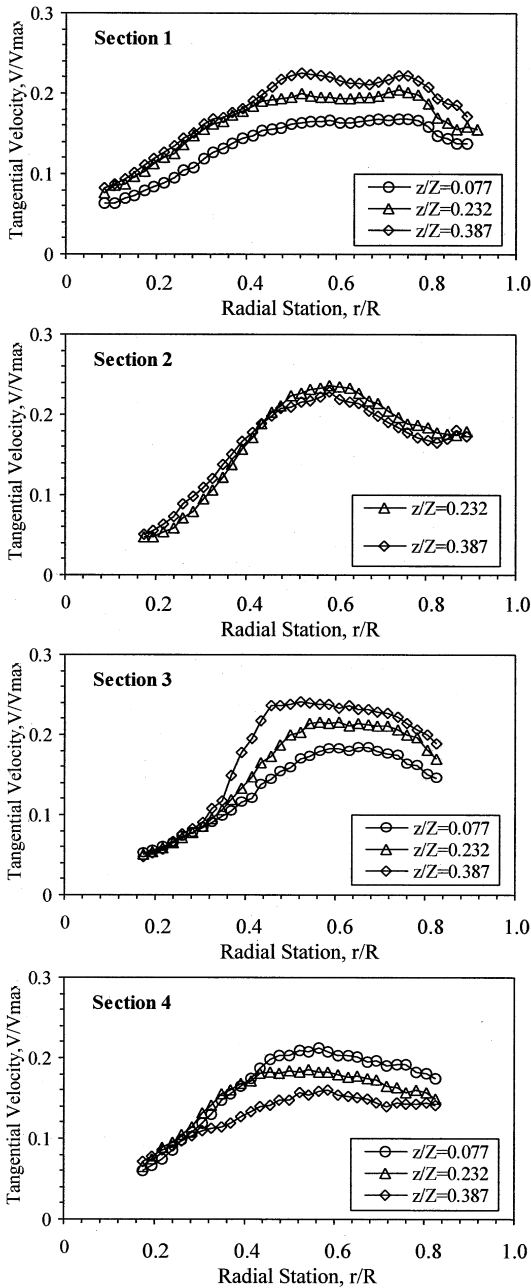 Section 1
Tangential Velocity,V/Vmax
0.3
0.2
0.1
0
z/Z=0.077
z/Z=0.232
z/Z=0.387
0 0.2 0.4 0.6 0.8 1.0
Radial Station, r/R
Section 2
Tangential Velocity,V/Vmax
0.3
0.2
0.1
0
z/Z=0.232
z/Z=0.387
0 0.2 0.4 0.6 0.8 1.0
Radial Station, r/R
Section 3
Tangential Velocity,V/Vmax
0.3
0.2
0.1
0
z/Z=0.077
z/Z=0.232
z/Z=0.387
0 0.2 0.4 0.6 0.8 1.0
Radial Station, r/R
Section 4
Tangential Velocity,V/Vmax
0.3
0.2
0.1
0
z/Z=0.077
z/Z=0.232
z/Z=0.387
0 0.2 0.4 0.6 0.8 1.0
Radial Station, r/R